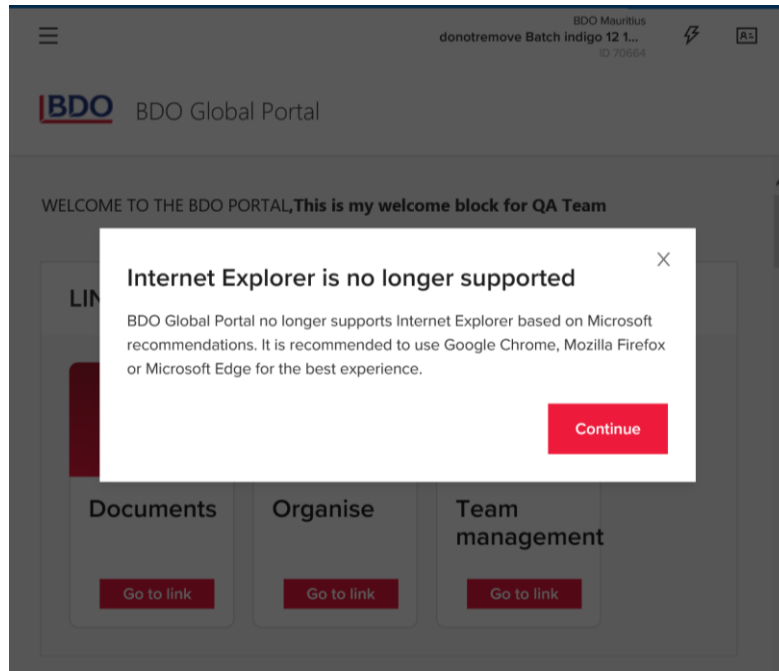 BDO Mauritius
donotremove Batch indigo 12 1...
ID 70664
BDO BDO Global Portal
WELCOME TO THE BDO PORTAL,This is my welcome block for QA Team
LIN
Internet Explorer is no longer supported
BDO Global Portal no longer supports Internet Explorer based on Microsoft
recommendations. It is recommended to use Google Chrome, Mozilla Firefox
or Microsoft Edge for the best experience.
Continue
Documents Organise Team
management
Go to link Go to link Go to link